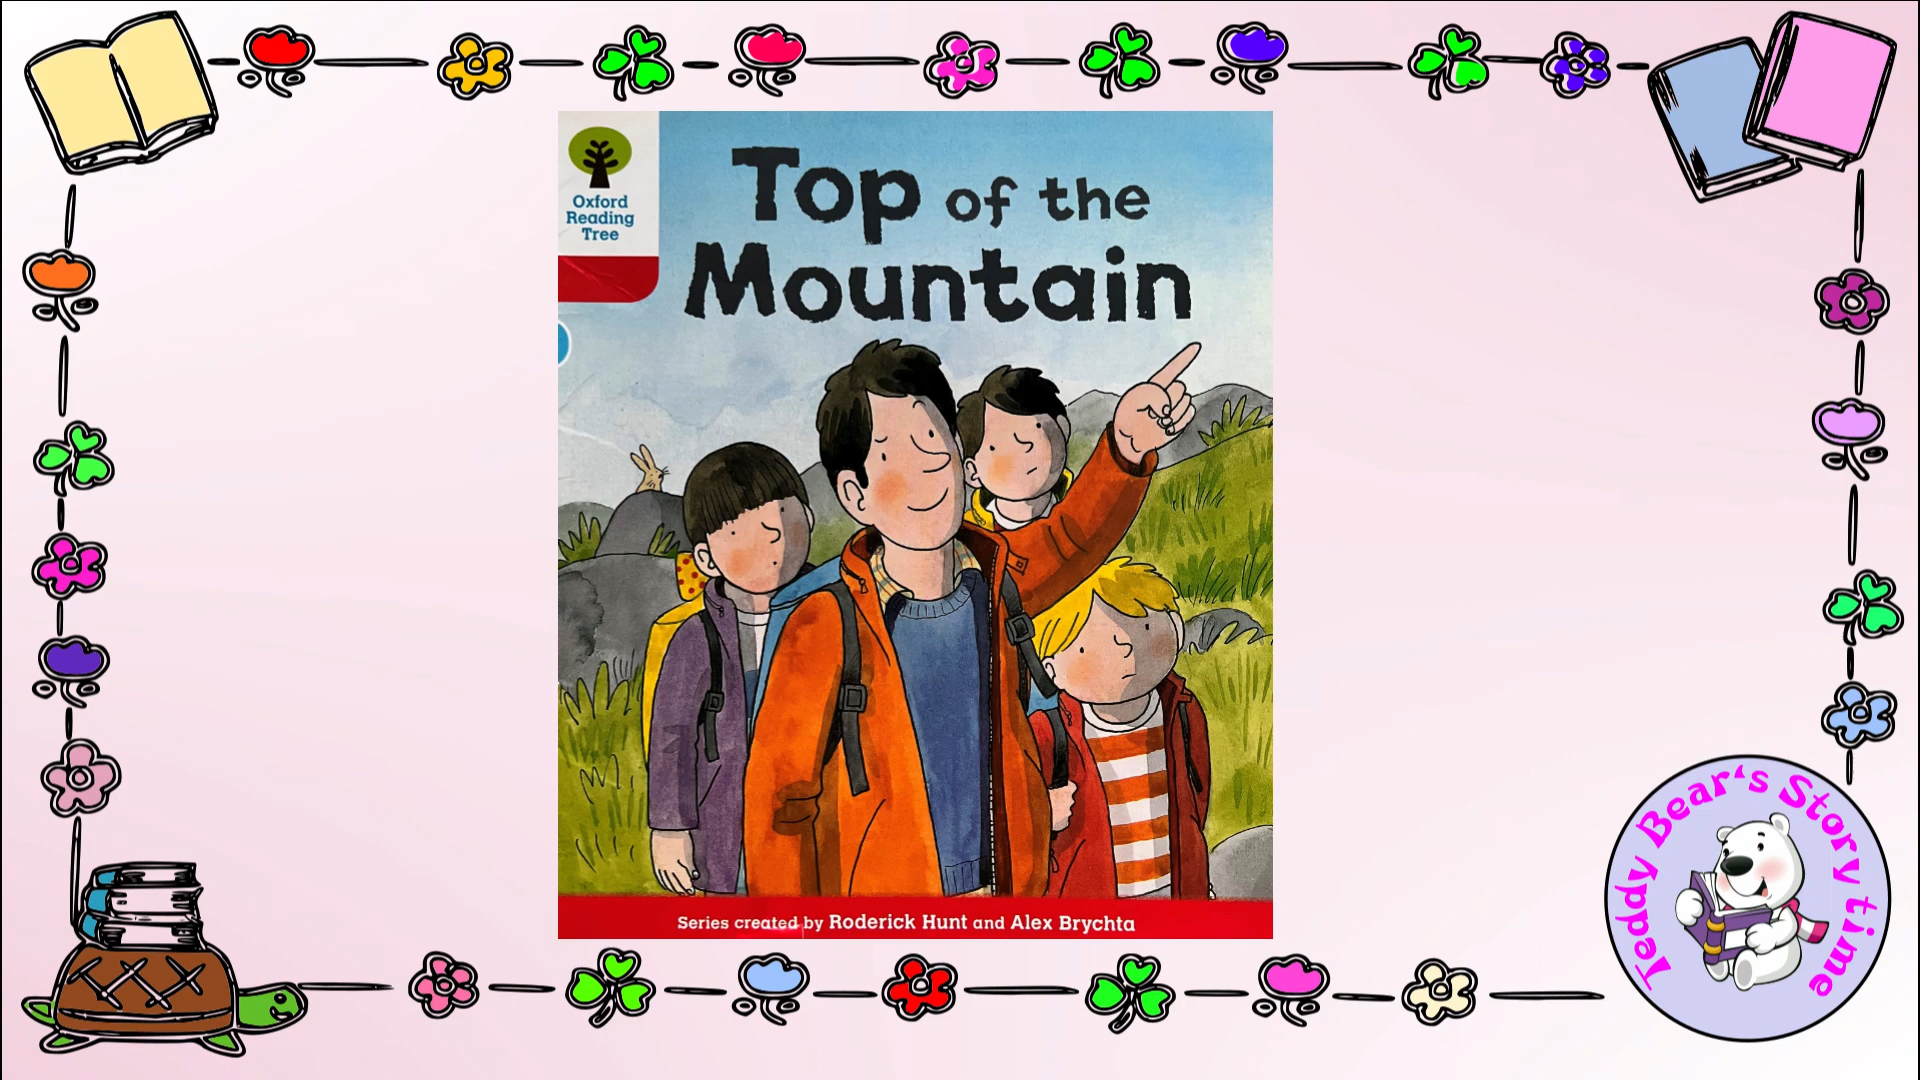 Oxford
Reading
Tree
Top of the
Mountain
Series created by Roderick Hunt and Alex Brychta
Teddy Bear's Story time